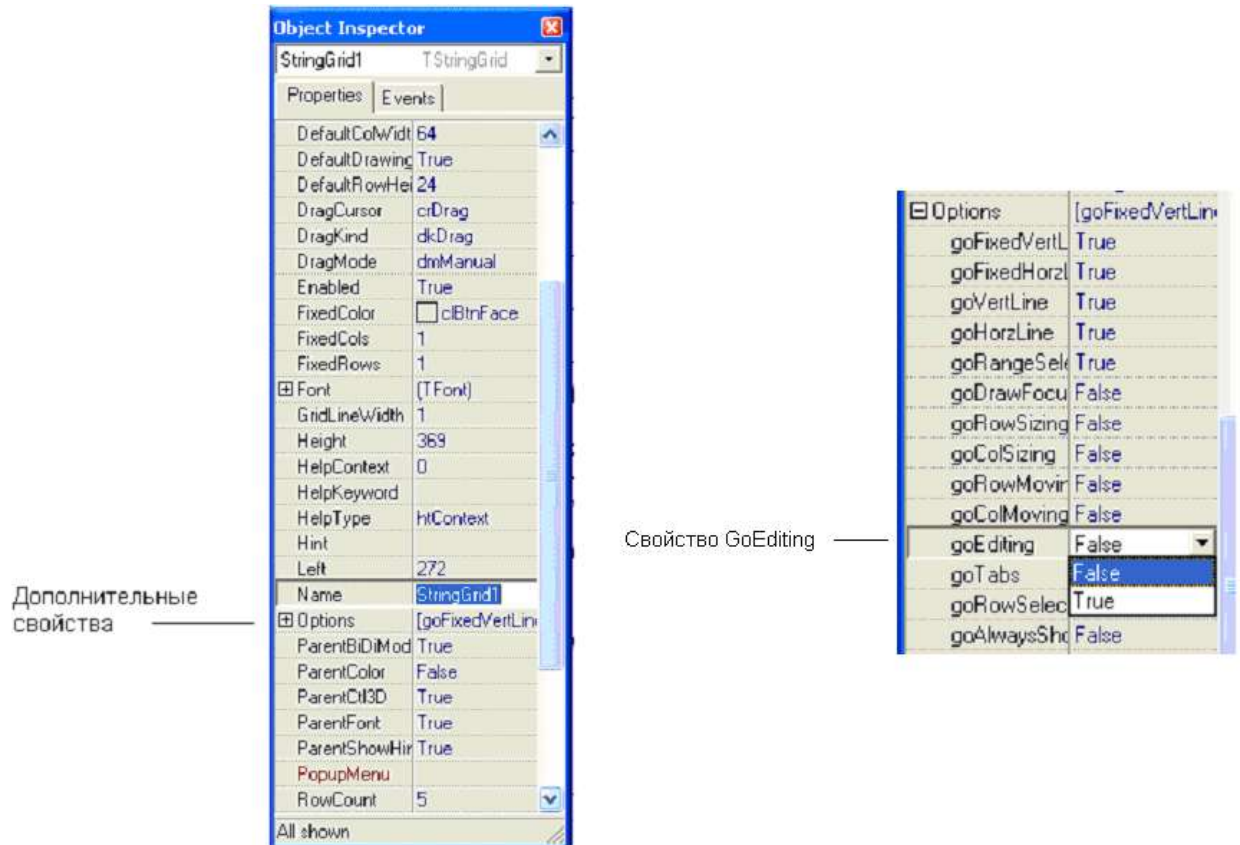 Object Inspector
StringGrid1 TStringGrid
Properties Events
DefaultColWidt 64
DefaultDrawing True
DefaultRowHei 24
DragCursor crDrag
DragKind dkDrag
DragMode dmManual
Enabled True
FixedColor clBtnFace
FixedCols 1
FixedRows 1
Font (TFont)
GridLineWidth 1
Height 369
HelpContext 0
HelpKeyword
HelpType htContext
Hint
Left 272
Name StringGrid1
Options [goFixedVertLine
ParentBiDiMod True
ParentColor False
ParentCtl3D True
ParentFont True
ParentShowHir True
PopupMenu
RowCount 5
All shown
Дополнительные
свойства
Свойство GoEditing
Options [goFixedVertLine
goFixedVertL True
goFixedHorzL True
goVertLine True
goHorzLine True
goRangeSele True
goDrawFocu False
goRowSizing False
goColSizing False
goRowMovir False
goColMoving False
goEditing False
goTabs False
goRowSelec True
goAlwaysSho False